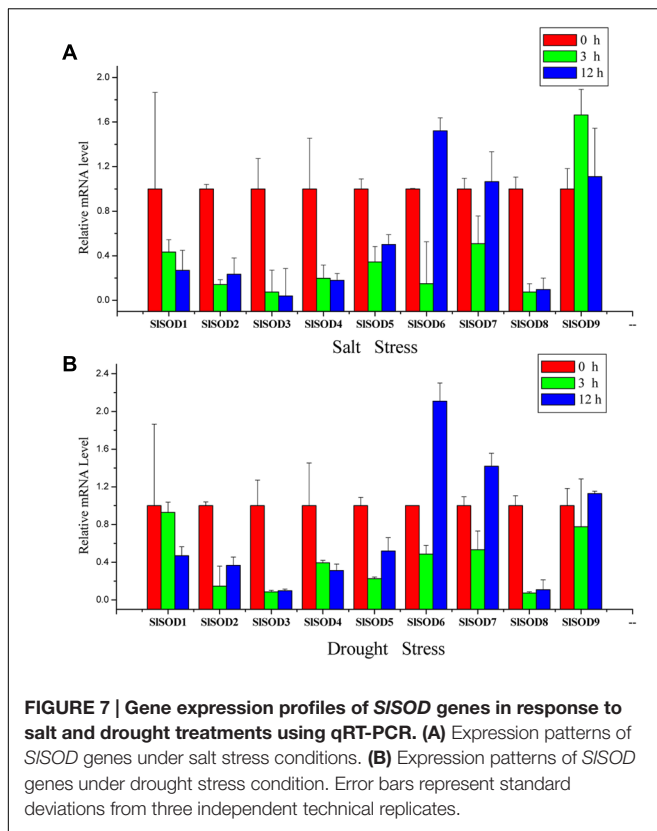 A
0 h
3 h
12 h
Relative mRNA level
2.0
1.6
1.2
0.8
0.4
0.0
SlSOD1 SlSOD2 SlSOD3 SlSOD4 SlSOD5 SlSOD6 SlSOD7 SlSOD8 SlSOD9 --
Salt Stress
B
0 h
3 h
12 h
Relative mRNA Level
2.4
2.0
1.6
1.2
0.8
0.4
0.0
SlSOD1 SlSOD2 SlSOD3 SlSOD4 SlSOD5 SlSOD6 SlSOD7 SlSOD8 SlSOD9 --
Drought Stress
FIGURE 7 | Gene expression profiles of SlSOD genes in response to
salt and drought treatments using qRT-PCR. (A) Expression patterns of
SlSOD genes under salt stress conditions. (B) Expression patterns of SlSOD
genes under drought stress condition. Error bars represent standard
deviations from three independent technical replicates.